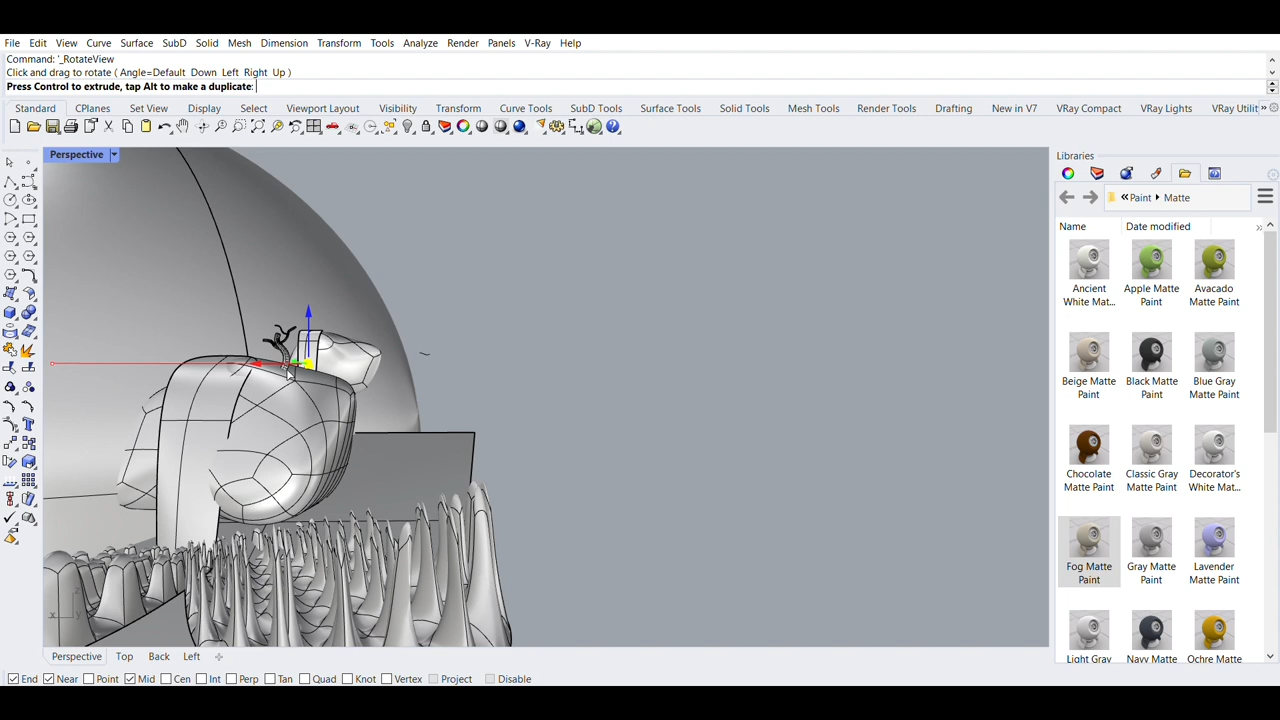 File Edit View Curve Surface SubD Solid Mesh Dimension Transform Tools Analyze Render Panels V-Ray Help
Command: '_RotateView
Click and drag to rotate ( Angle=Default Down Left Right Up )
Press Control to extrude, tap Alt to make a duplicate:
Standard CPlanes Set View Display Select Viewport Layout Visibility Transform Curve Tools SubD Tools Surface Tools Solid Tools Mesh Tools Render Tools Drafting New in V7 VRay Compact VRay Lights VRay Utilit »
Perspective
Libraries
«Paint Matte
Name Date modified »
Ancient White Mat... Apple Matte Paint Avacado Matte Paint
Beige Matte Paint Black Matte Paint Blue Gray Matte Paint
Chocolate Matte Paint Classic Gray Matte Paint Decorator's White Mat...
Fog Matte Paint Gray Matte Paint Lavender Matte Paint
Light Gray Navy Matte Ochre Matte
z
x y
Perspective Top Back Left
End Near Point Mid Cen Int Perp Tan Quad Knot Vertex Project Disable